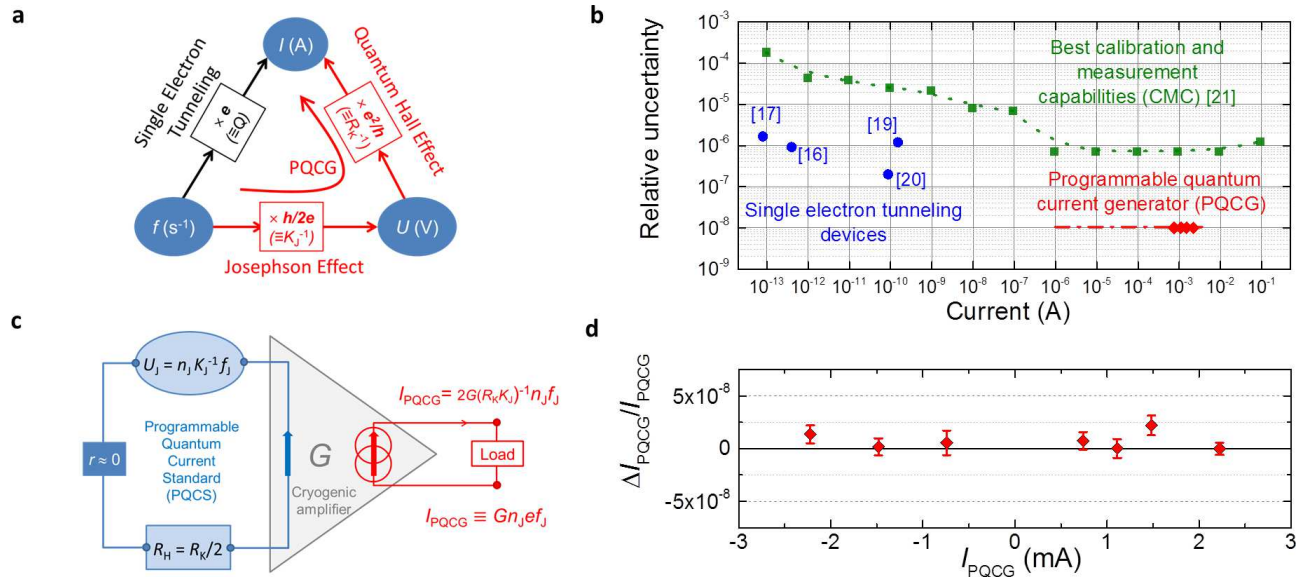 a
I (A)
Single Electron
Tunneling
× e
(≡Q)
Quantum Hall Effect
× e²/h
(≡R_K⁻¹)
PQCG
f (s⁻¹)
× h/2e
(≡K_J⁻¹)
U (V)
Josephson Effect
b
Relative uncertainty
10⁻³
10⁻⁴
10⁻⁵
10⁻⁶
10⁻⁷
10⁻⁸
10⁻⁹
Best calibration and
measurement
capabilities (CMC) [21]
[17]
[16]
[19]
[20]
Single electron tunneling
devices
Programmable quantum
current generator (PQCG)
10⁻¹³ 10⁻¹² 10⁻¹¹ 10⁻¹⁰ 10⁻⁹ 10⁻⁸ 10⁻⁷ 10⁻⁶ 10⁻⁵ 10⁻⁴ 10⁻³ 10⁻² 10⁻¹
Current (A)
c
U_J = n_J K_J⁻¹ f_J
r ≈ 0
Programmable
Quantum
Current
Standard
(PQCS)
R_H = R_K/2
G
Cryogenic
amplifier
I_PQCG = 2G(R_K K_J)⁻¹ n_J f_J
Load
I_PQCG ≡ Gn_J ef_J
d
ΔI_PQCG/I_PQCG
5x10⁻⁸
0
-5x10⁻⁸
-3 -2 -1 0 1 2 3
I_PQCG (mA)